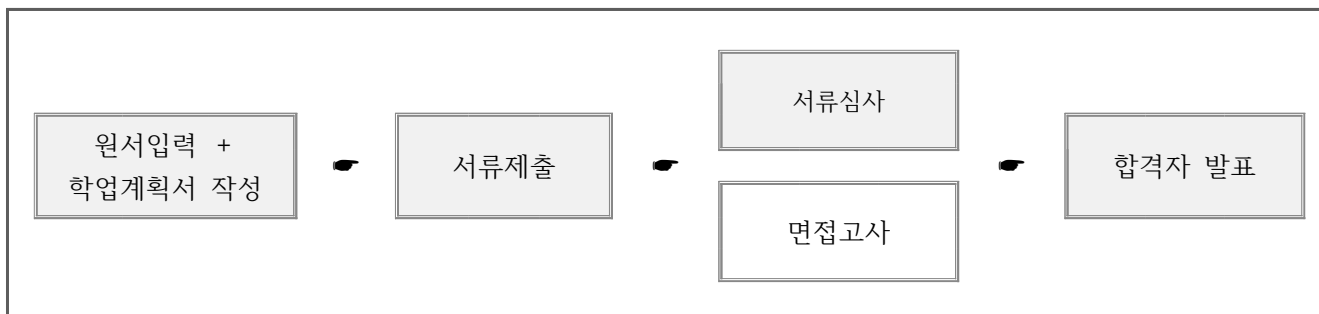 원서입력 +
학업계획서 작성
☛
서류제출
☛
서류심사
면접고사
☛
합격자 발표